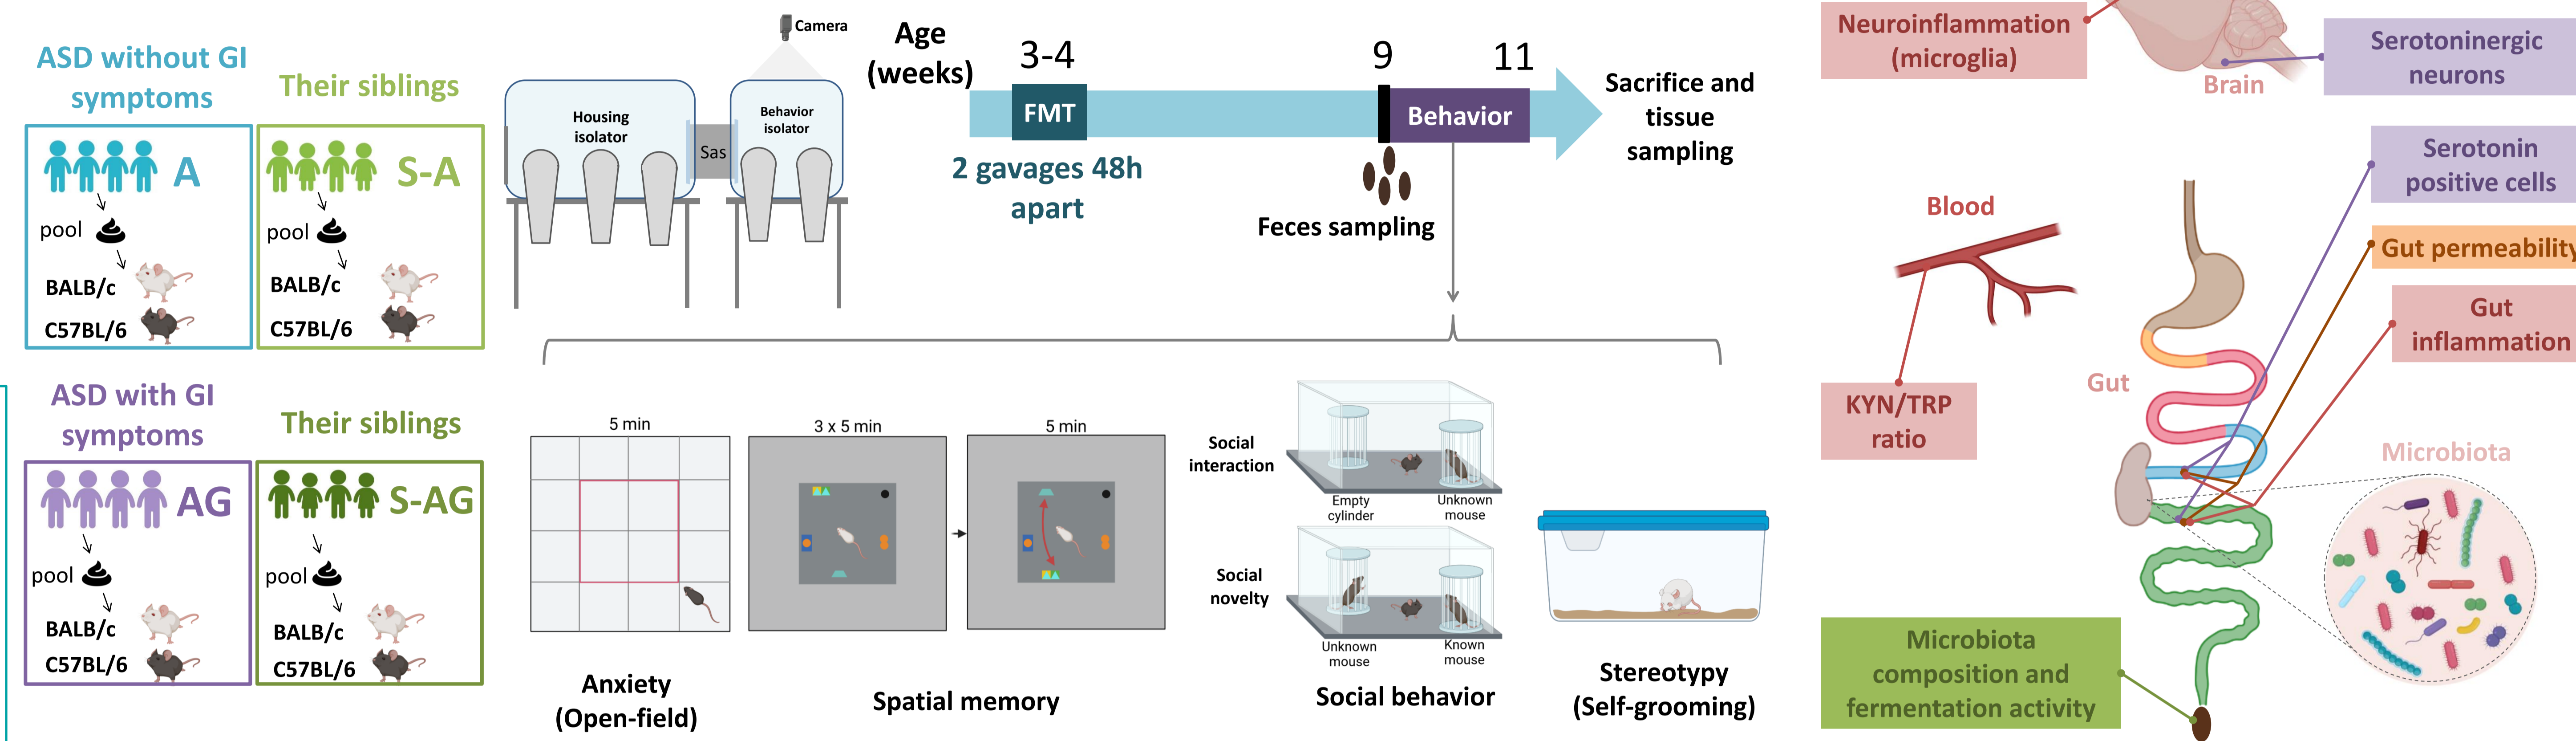 ASD without GI
symptoms
Their siblings
A
pool
BALB/c
C57BL/6
S-A
pool
BALB/c
C57BL/6
ASD with GI
symptoms
Their siblings
AG
pool
BALB/c
C57BL/6
S-AG
pool
BALB/c
C57BL/6
Camera
Housing
isolator
Sas
Behavior
isolator
Age
(weeks)
3-4
9
11
FMT
Behavior
2 gavages 48h
apart
Feces sampling
Sacrifice and
tissue
sampling
5 min
Anxiety
(Open-field)
3 x 5 min
5 min
Spatial memory
Social
interaction
Empty
cylinder
Unknown
mouse
Social
novelty
Unknown
mouse
Known
mouse
Social behavior
Stereotypy
(Self-grooming)
Neuroinflammation
(microglia)
Brain
Serotoninergic
neurons
Serotonin
positive cells
Blood
Gut permeability
Gut
inflammation
KYN/TRP
ratio
Gut
Microbiota
Microbiota
composition and
fermentation activity